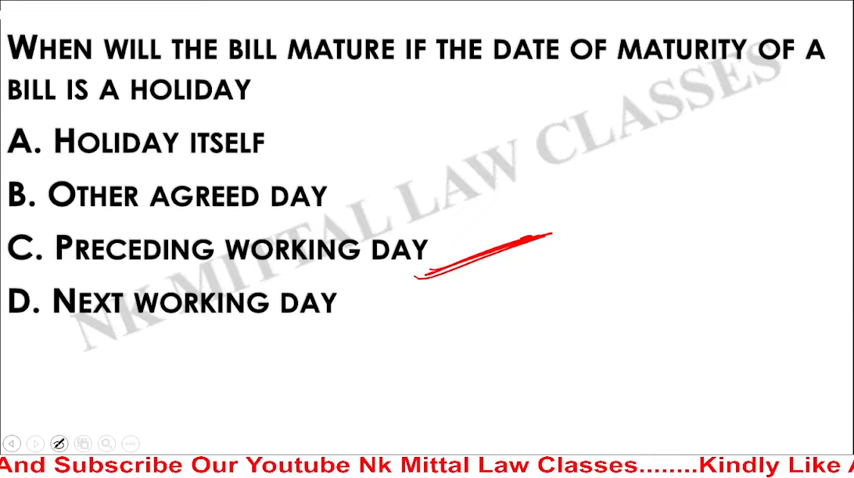 WHEN WILL THE BILL MATURE IF THE DATE OF MATURITY OF A
BILL IS A HOLIDAY
A. HOLIDAY ITSELF
B. OTHER AGREED DAY
C. PRECEDING WORKING DAY
D. NEXT WORKING DAY
NK MITTAL LAW CLASSES
And Subscribe Our Youtube Nk Mittal Law Classes........Kindly Like